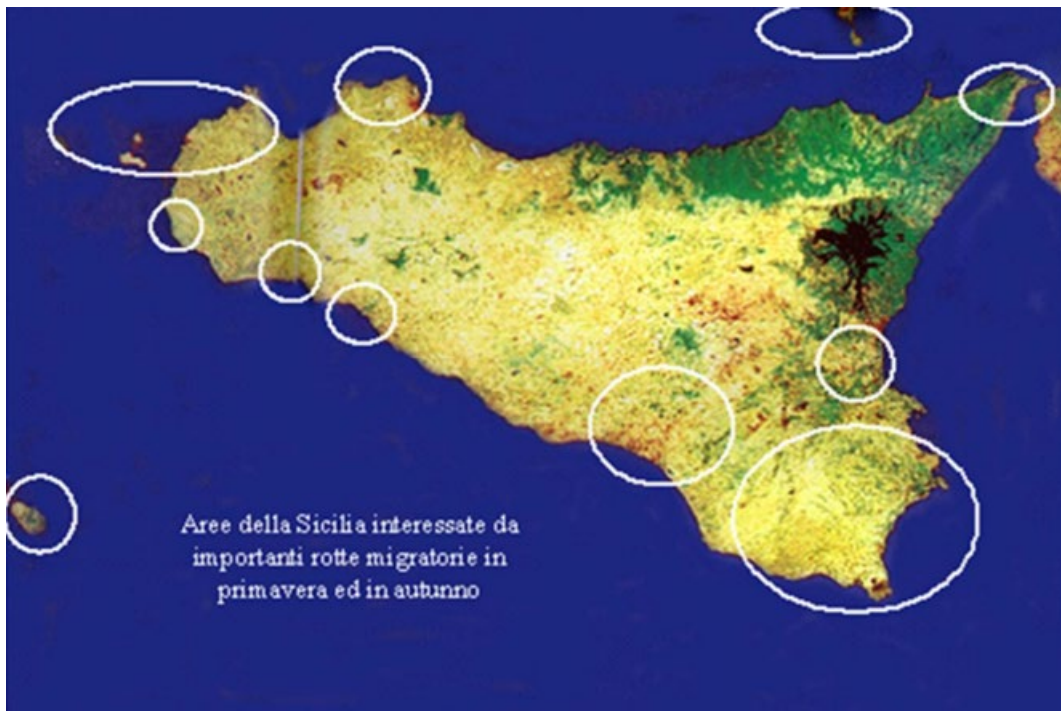 Aree della Sicilia interessate da
importanti rotte migratorie in
primavera ed in autunno